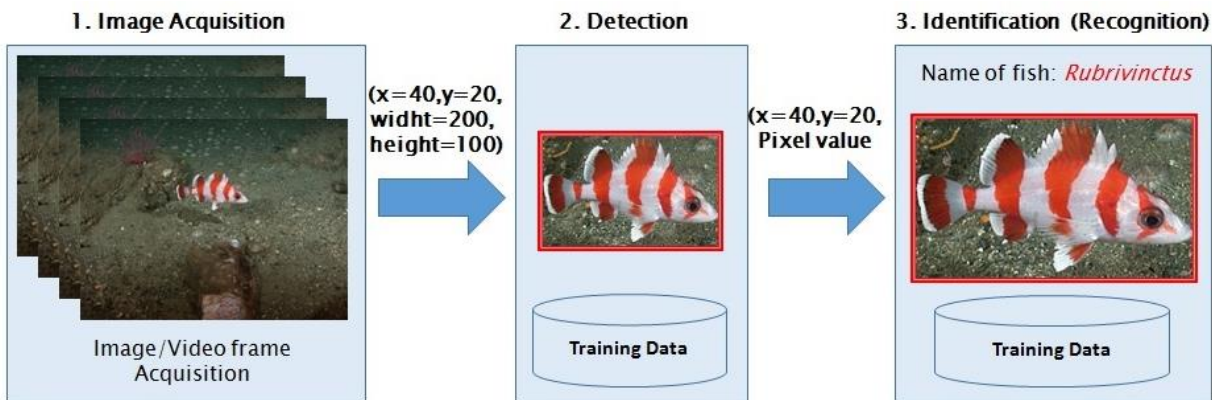 1. Image Acquisition
Image/Video frame
Acquisition
(x=40,y=20,
widht=200,
height=100)
2. Detection
Training Data
(x=40,y=20,
Pixel value
3. Identification (Recognition)
Name of fish: Rubrivinctus
Training Data